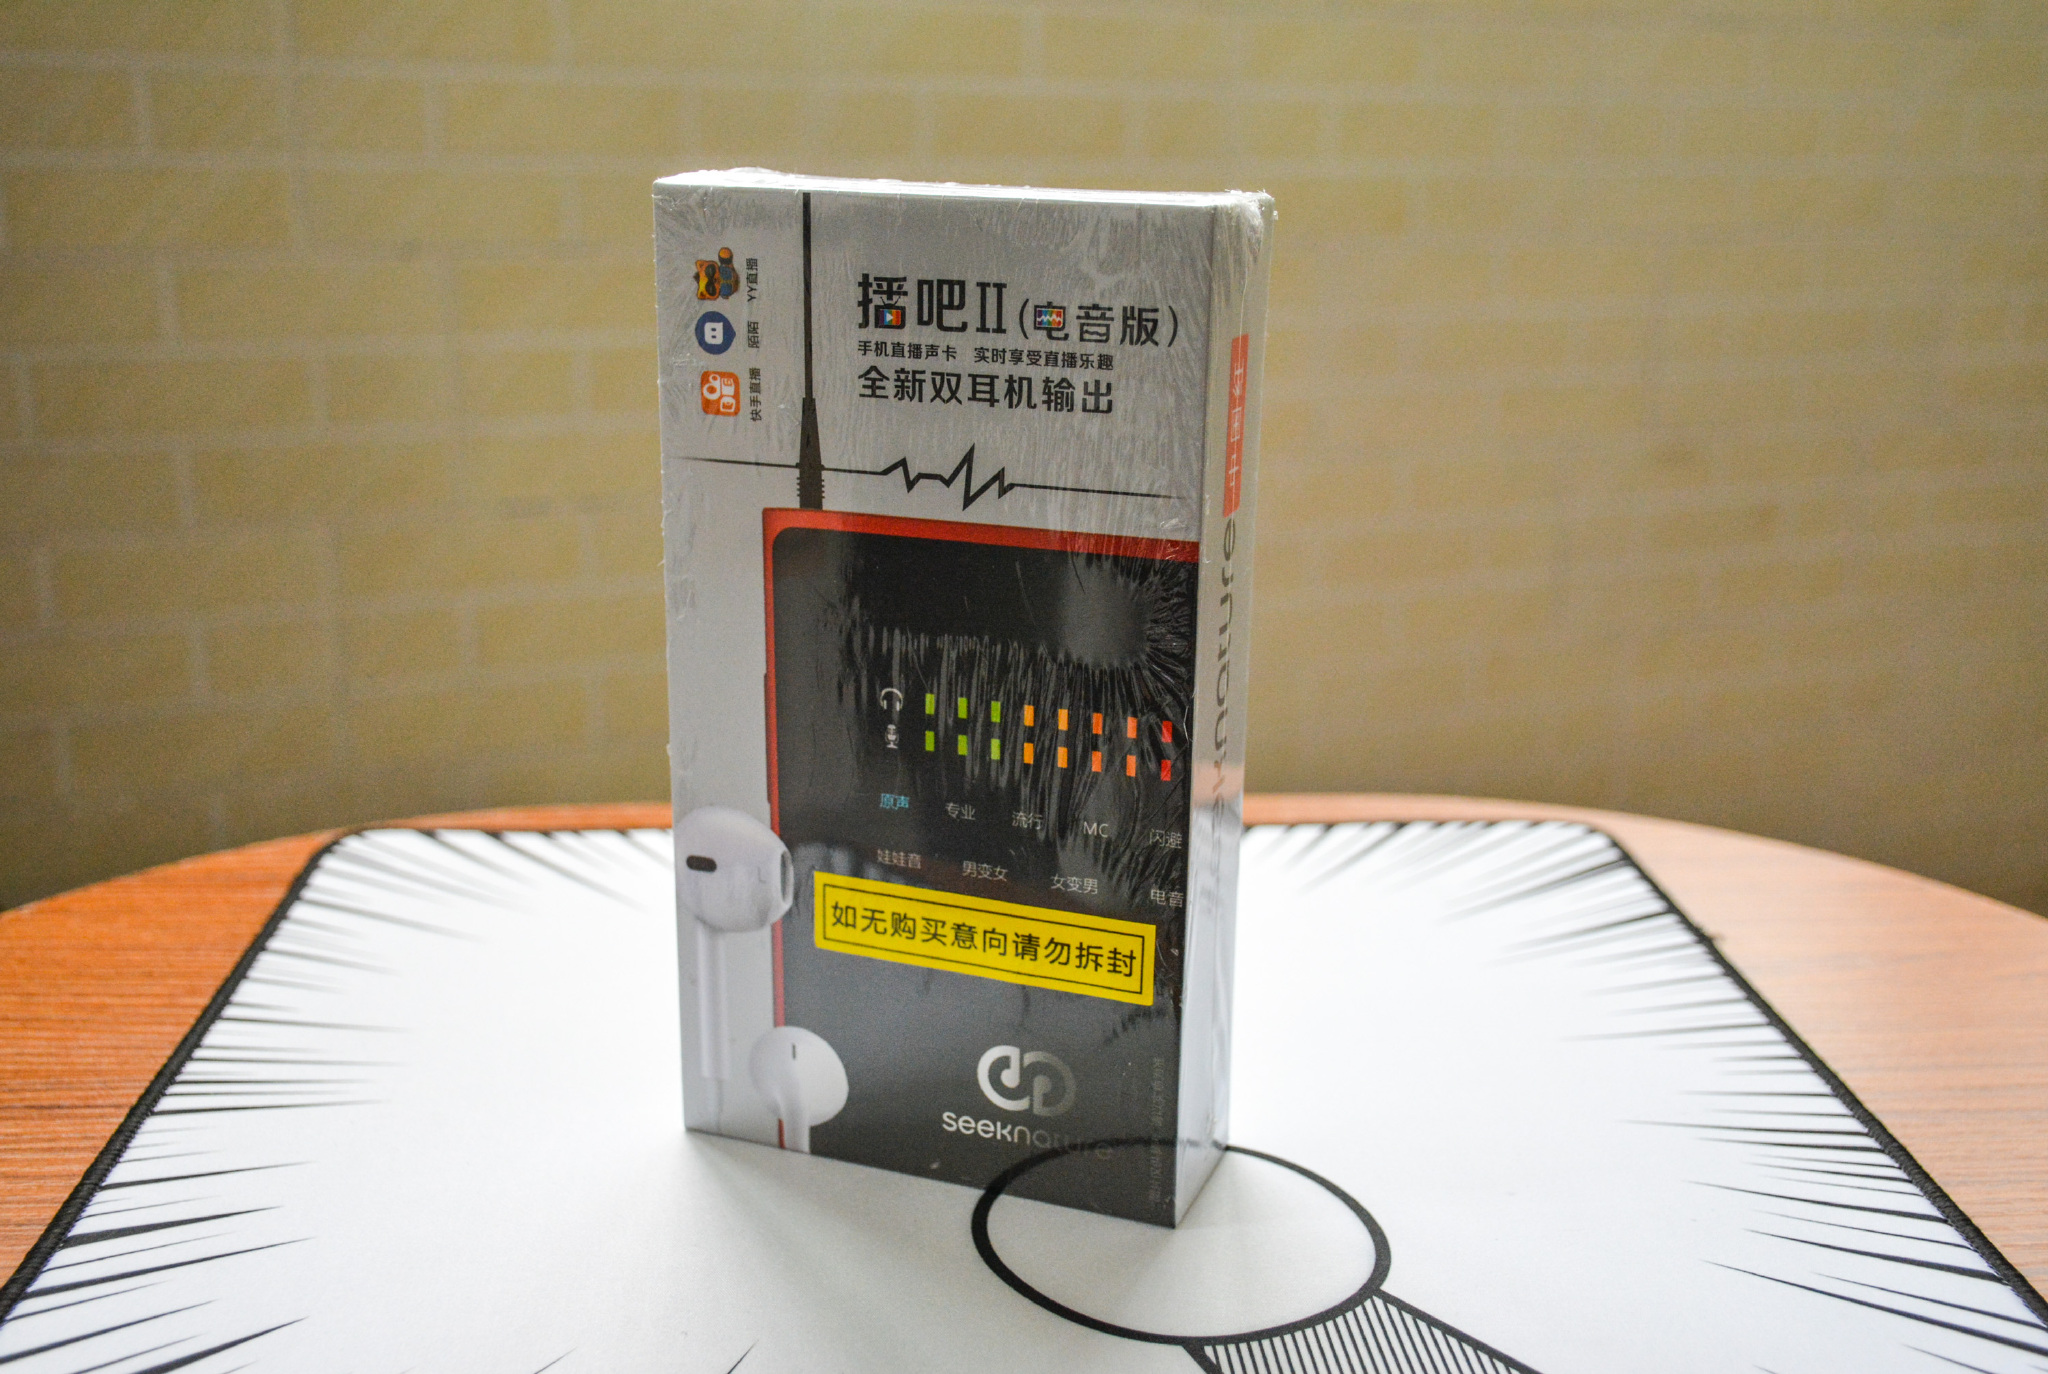 播吧II(电音版)
手机直播声卡 实时享受直播乐趣
全新双耳机输出
YY直播
陌陌
快手直播
原声 专业 流行 MC 闪避
娃娃音 男变女 女变男 电音
如无购买意向请勿拆封
seeknature
seeknature